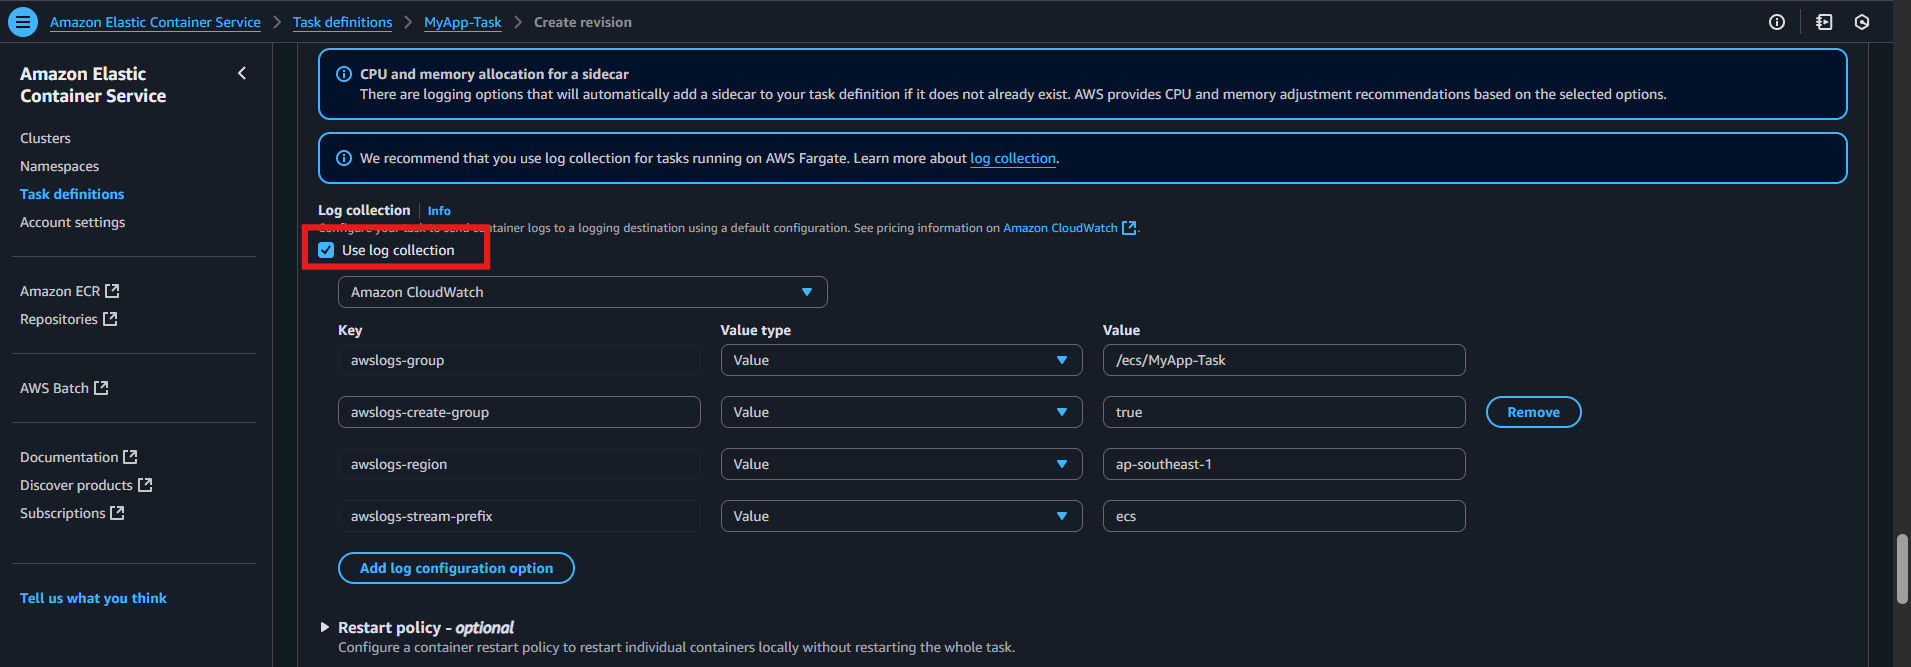 Amazon Elastic Container Service > Task definitions > MyApp-Task > Create revision
Amazon Elastic
Container Service
Clusters
Namespaces
Task definitions
Account settings
Amazon ECR
Repositories
AWS Batch
Documentation
Discover products
Subscriptions
Tell us what you think
CPU and memory allocation for a sidecar
There are logging options that will automatically add a sidecar to your task definition if it does not already exist. AWS provides CPU and memory adjustment recommendations based on the selected options.
We recommend that you use log collection for tasks running on AWS Fargate. Learn more about log collection.
Log collection Info
Configure your task to send container logs to a logging destination using a default configuration. See pricing information on Amazon CloudWatch.
Use log collection
Amazon CloudWatch
Key Value type Value
awslogs-group Value /ecs/MyApp-Task
awslogs-create-group Value true Remove
awslogs-region Value ap-southeast-1
awslogs-stream-prefix Value ecs
Add log configuration option
Restart policy - optional
Configure a container restart policy to restart individual containers locally without restarting the whole task.